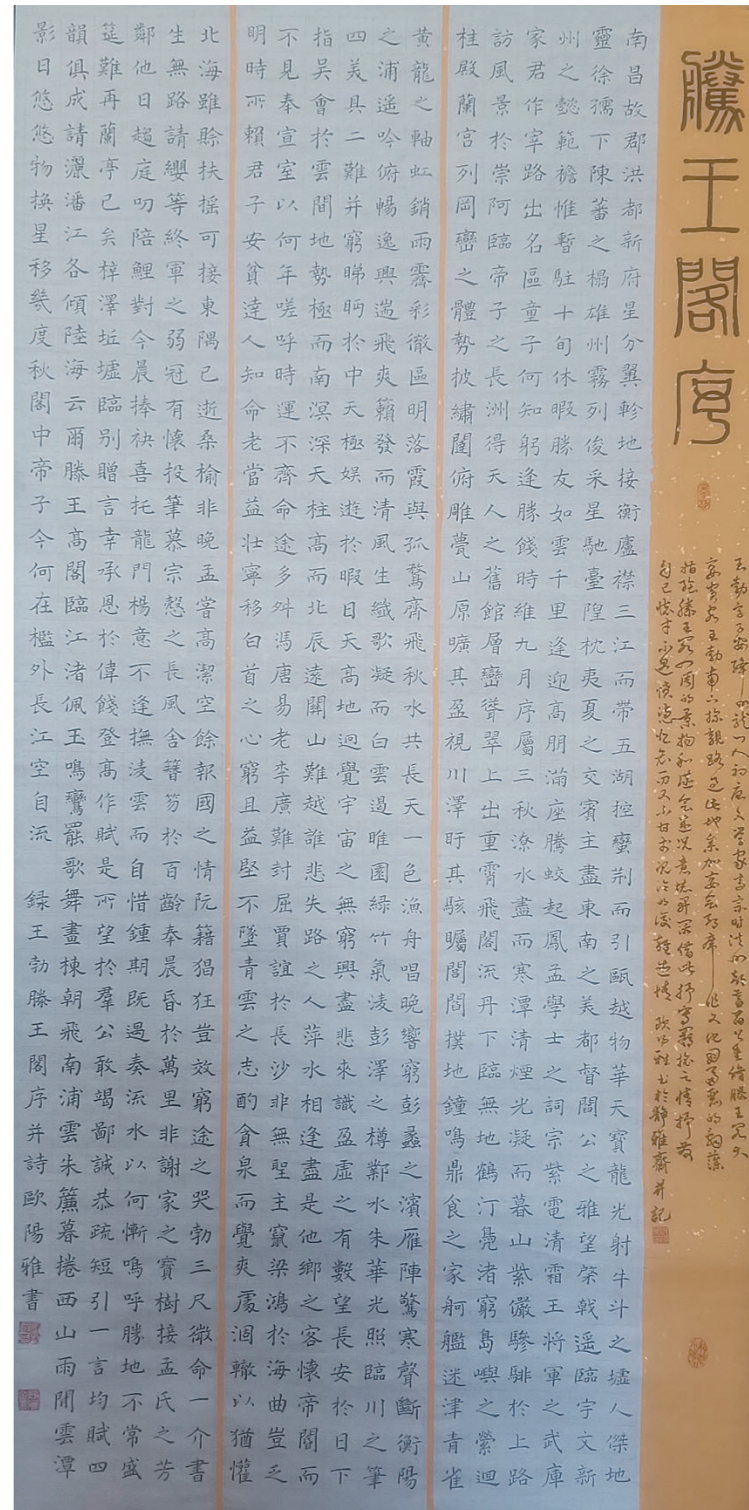 滕王閣序
南昌故郡洪都新府星分翼軫地接衡廬襟三江而帶五湖控蠻荊而引甌越物華天寶龍光射牛斗之墟人傑地
靈徐孺下陳蕃之榻雄州霧列俊采星馳臺隍枕夷夏之交賓主盡東南之美都督閻公之雅望棨戟遙臨宇文新
州之懿範襜惟暫駐十旬休暇勝友如雲千里逢迎高朋滿座騰蛟起鳳孟學士之詞宗紫電清霜王將軍之武庫
家君作宰路出名區童子何知躬逢勝餞時維九月序屬三秋潦水盡而寒潭清煙光凝而暮山紫儼驂騑於上路
訪風景於崇阿臨帝子之長洲得天人之舊館層巒聳翠上出重霄飛閣流丹下臨無地鶴汀鳧渚窮島嶼之縈迴
桂殿蘭宮列岡巒之體勢披繡闥俯雕甍山原曠其盈視川澤盱其駭矚閭閻撲地鐘鳴鼎食之家舸艦迷津青雀
黃龍之軸虹銷雨霽彩徹區明落霞與孤鶩齊飛秋水共長天一色漁舟唱晚響窮彭蠡之濱雁陣驚寒聲斷衡陽
之浦遙吟俯暢逸興遄飛爽籟發而清風生纖歌凝而白雲遏睢園綠竹氣淩彭澤之樽鄴水朱華光照臨川之筆
四美具二難并窮睇眄於中天極娛遊於暇日天高地迥覺宇宙之無窮興盡悲來識盈虛之有數望長安於日下
指吳會於雲間地勢極而南溟深天柱高而北辰遠關山難越誰悲失路之人萍水相逢盡是他鄉之客懷帝閽而
不見奉宣室以何年嗟呼時運不齊命途多舛馮唐易老李廣難封屈賈誼於長沙非無聖主竄梁鴻於海曲豈乏
明時所賴君子安貧達人知命老當益壯寧移白首之心窮且益堅不墜青雲之志酌貪泉而覺爽處涸轍以猶懽
北海雖賒扶搖可接東隅已逝桑榆非晚孟嘗高潔空餘報國之情阮籍猖狂豈效窮途之哭勃三尺微命一介書
生無路請纓等終軍之弱冠有懷投筆慕宗愨之長風舍簪笏於百齡奉晨昏於萬里非謝家之寶樹接孟氏之芳
鄰他日趨庭叨陪鯉對今晨捧袂喜托龍門楊意不逢撫淩雲而自惜鍾期既遇奏流水以何慚嗚呼勝地不常盛
筵難再蘭亭已矣梓澤坵墟臨別贈言幸承恩於偉餞登高作賦是所望於羣公敢竭鄙誠恭疏短引一言均賦四
韻俱成請灑潘江各傾陸海云爾滕王高閣臨江渚佩玉鳴鸞罷歌舞畫棟朝飛南浦雲朱簾暮捲西山雨閒雲潭
影日悠悠物換星移幾度秋閣中帝子今何在檻外長江空自流 録王勃滕王閣序并詩歐陽雅書